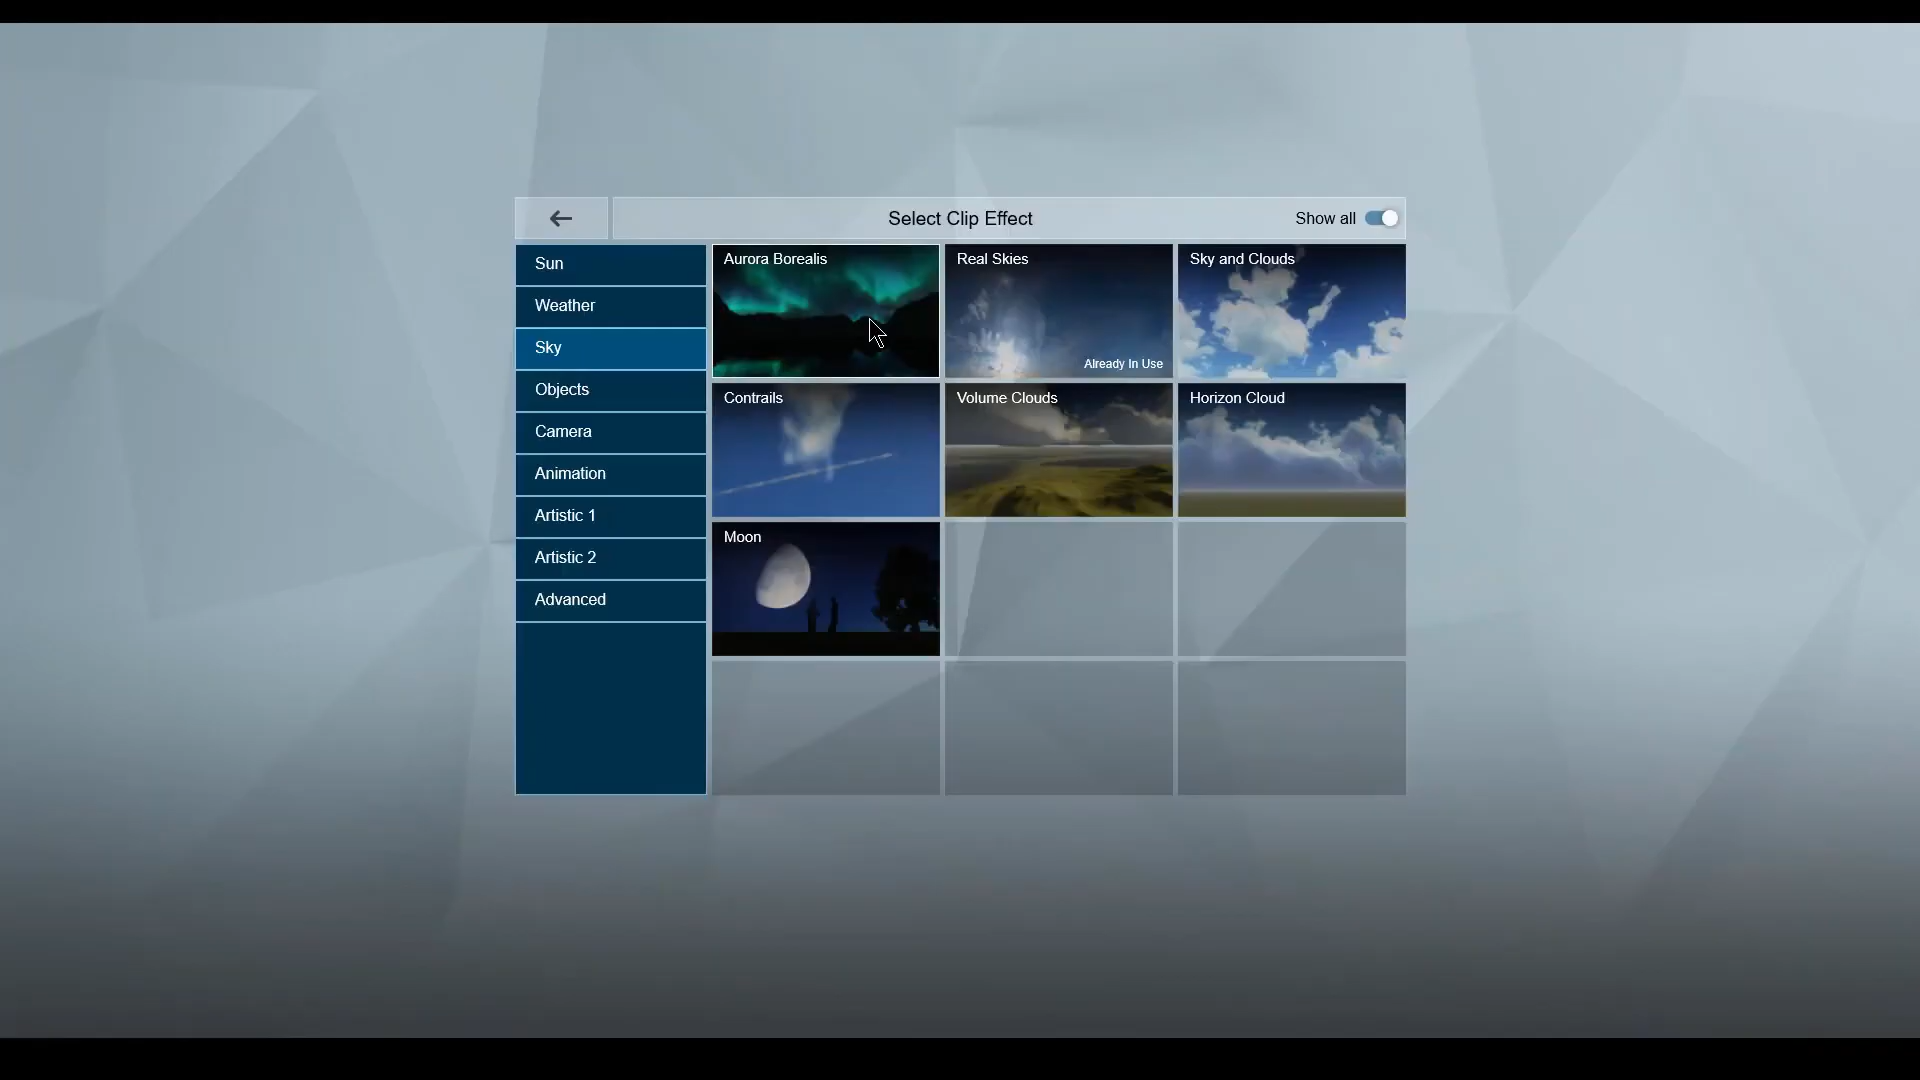 Select Clip Effect
Show all
Sun
Weather
Sky
Objects
Camera
Animation
Artistic 1
Artistic 2
Advanced
Aurora Borealis
Real Skies
Already In Use
Sky and Clouds
Contrails
Volume Clouds
Horizon Cloud
Moon